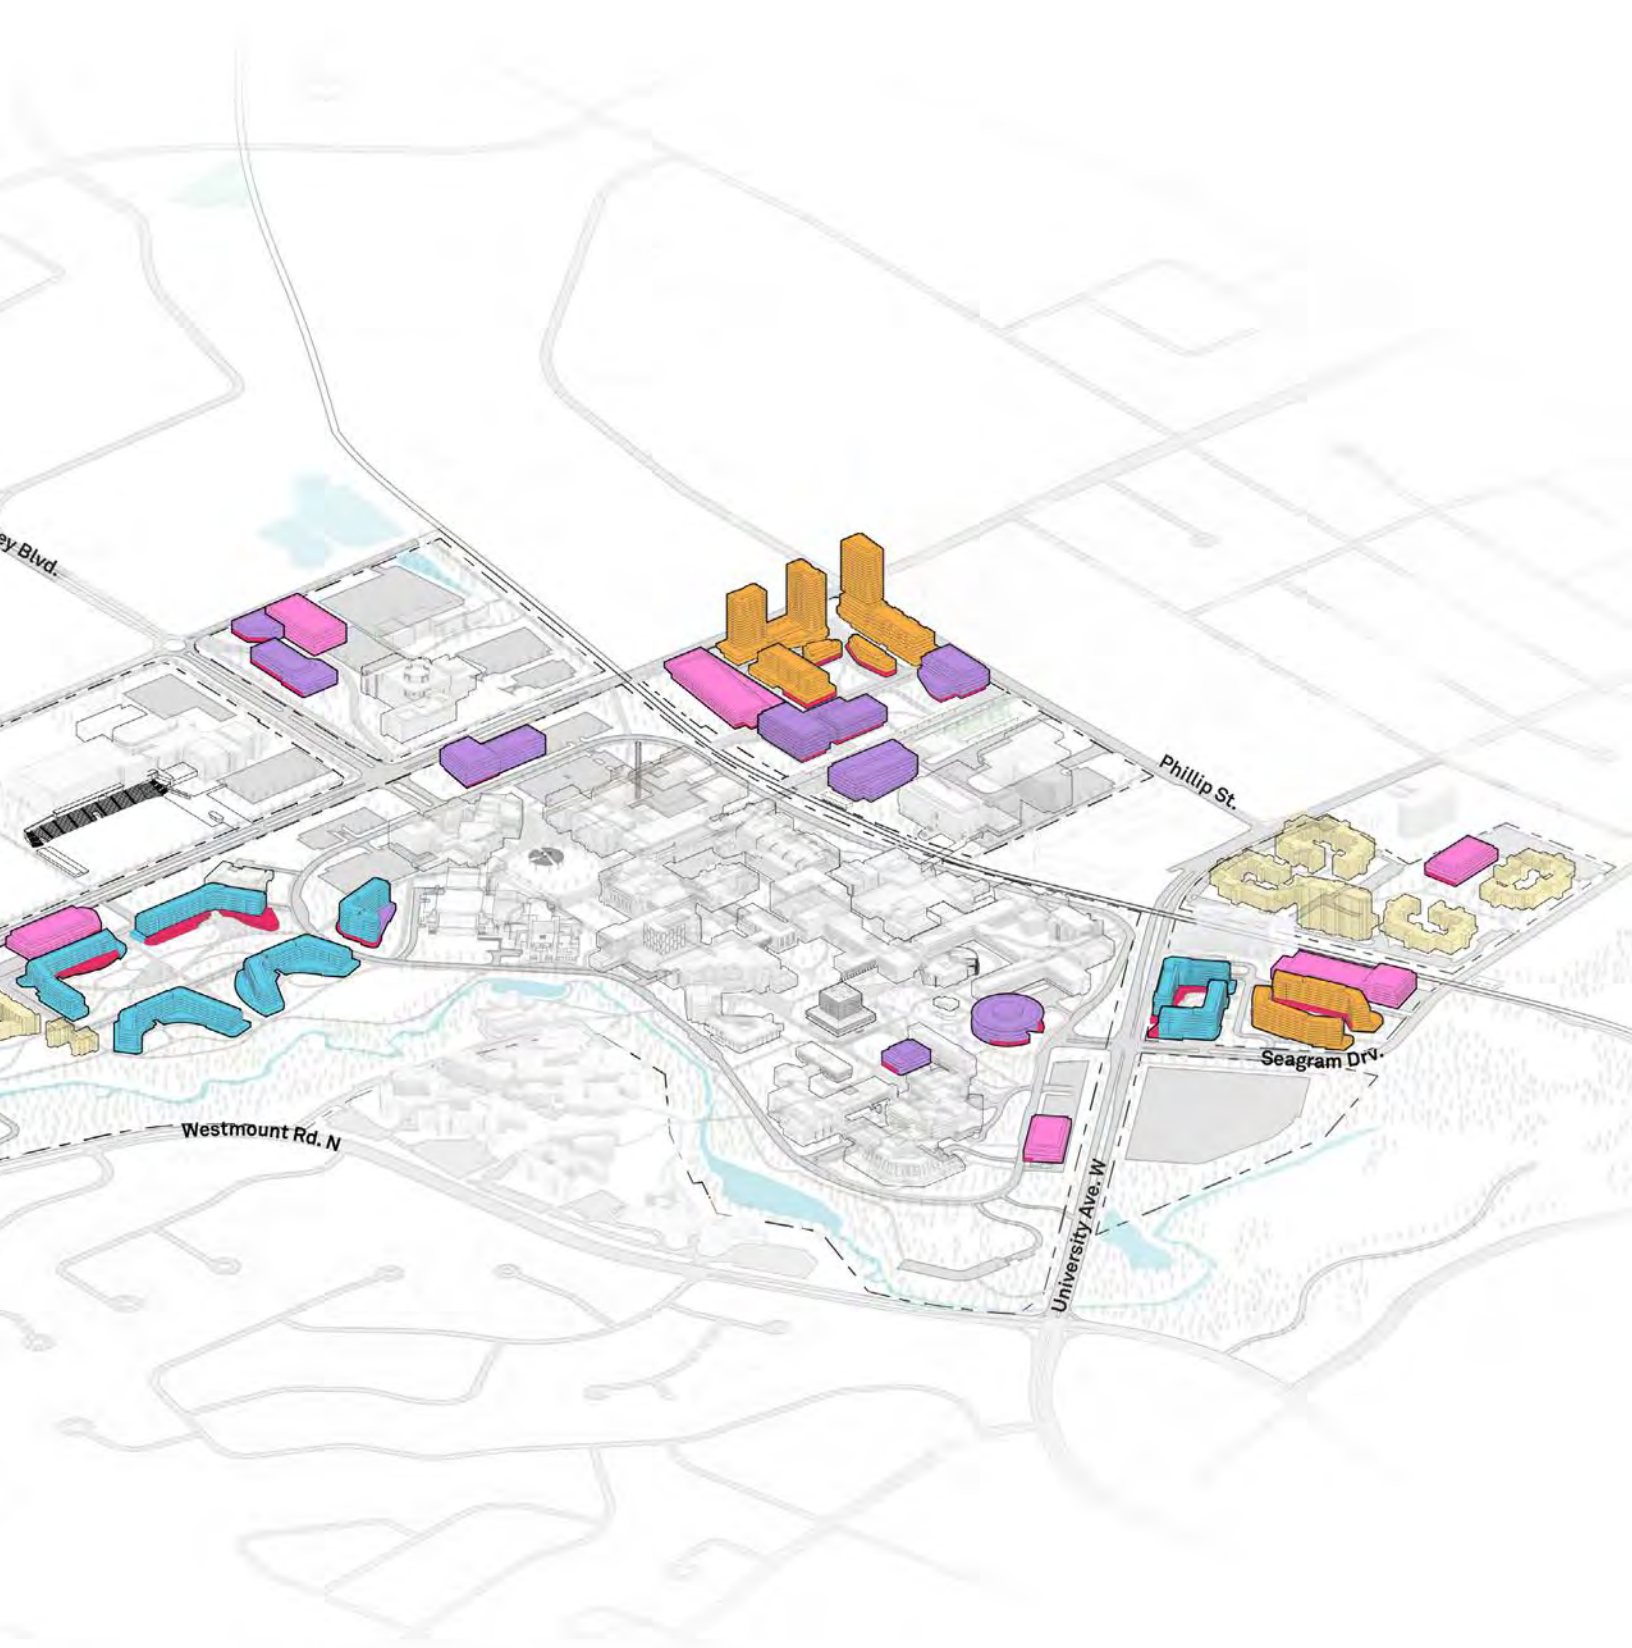 ey Blvd.
Phillip St.
Seagram Drv.
Westmount Rd. N
University Ave. W